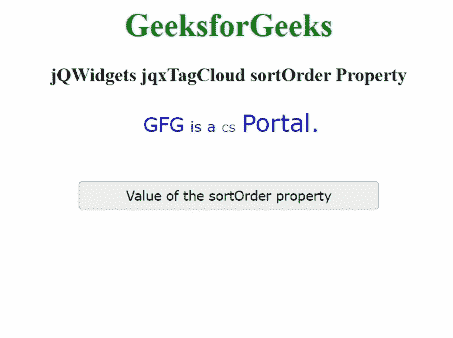 GeeksforGeeks
jQWidgets jqxTagCloud sortOrder Property
GFG is a cs Portal.
Value of the sortOrder property